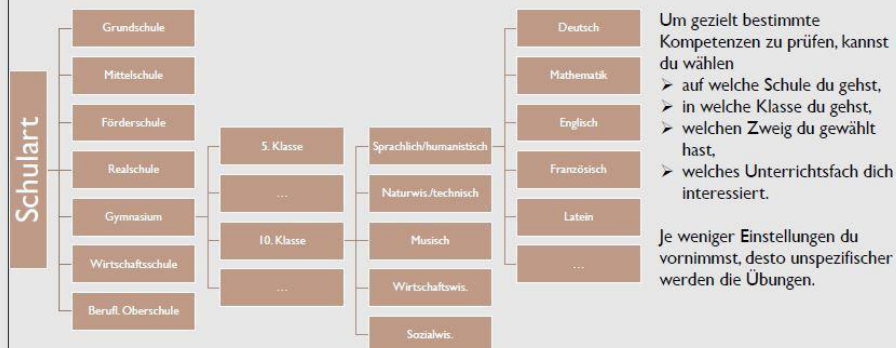 Schulart
Grundschule
Mittelschule
Förderschule
Realschule
Gymnasium
Wirtschaftsschule
Berufl. Oberschule
5. Klasse
...
10. Klasse
...
Sprachlich/humanistisch
Naturwis./technisch
Musisch
Wirtschaftswis.
Sozialwis.
Deutsch
Mathematik
Englisch
Französisch
Latein
...
Um gezielt bestimmte
Kompetenzen zu prüfen, kannst
du wählen
➢ auf welche Schule du gehst,
➢ in welche Klasse du gehst,
➢ welchen Zweig du gewählt
hast,
➢ welches Unterrichtsfach dich
interessiert.
Je weniger Einstellungen du
vornimmst, desto unspezifischer
werden die Übungen.